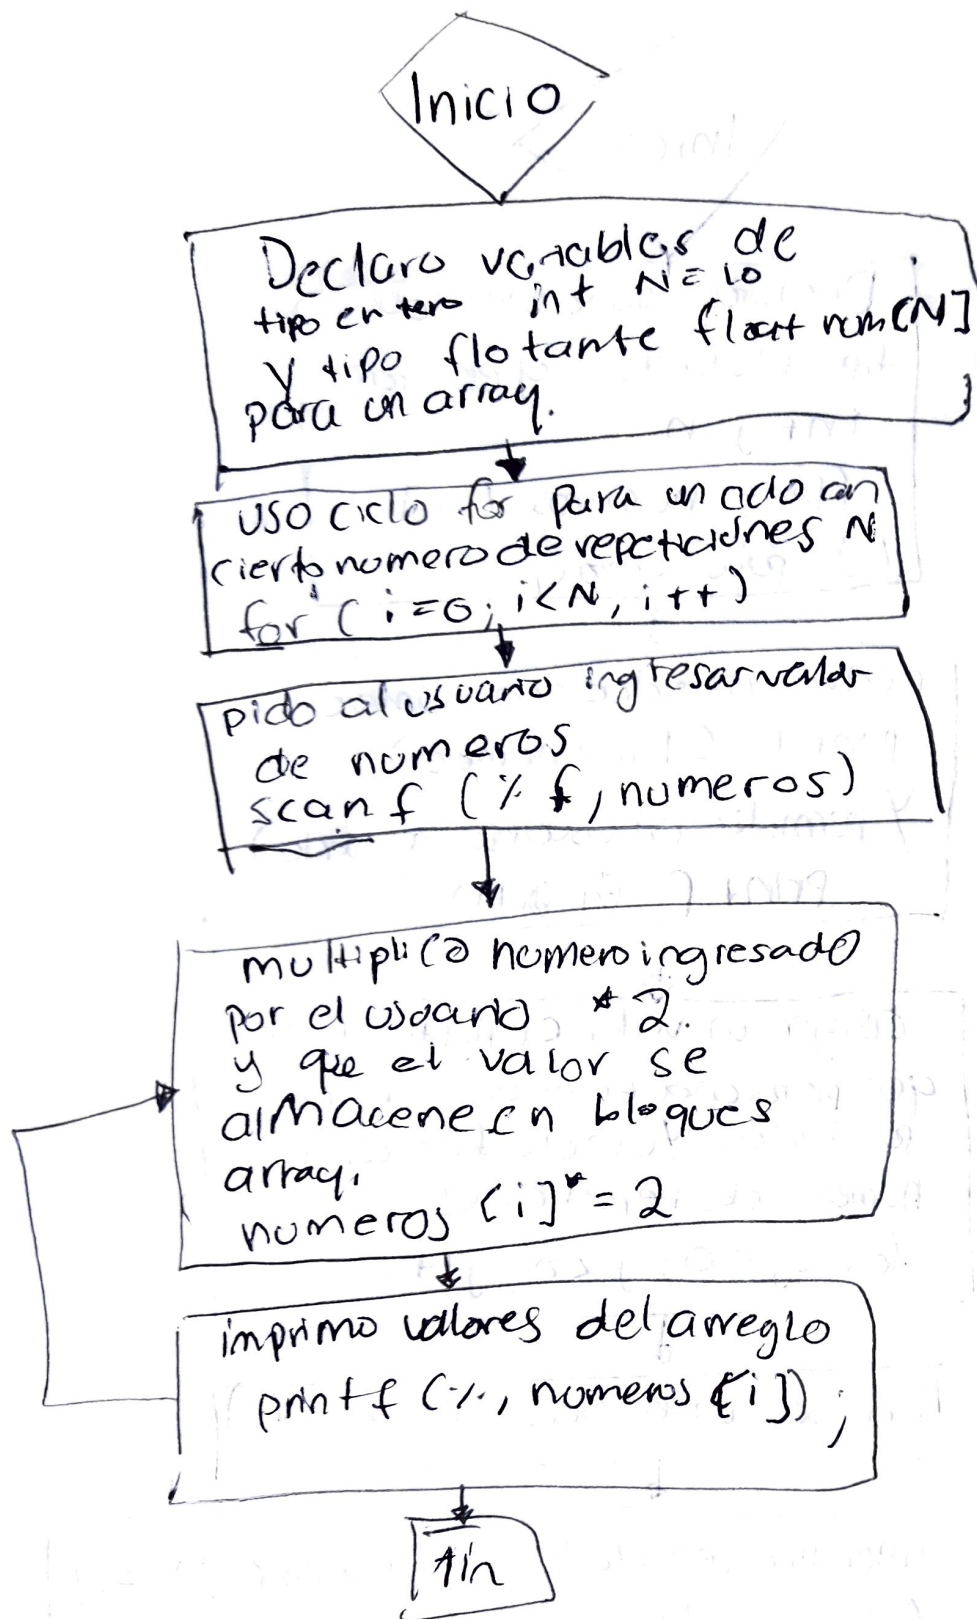 Inicio
Declaro variables de
tipo entero int N = 10
y tipo flotante float num[N]
para un array.
uso ciclo for para un ciclo con
cierto numero de repeticiones N
for ( i = 0; i < N, i ++ )
pido al usuario ingresar valor
de numeros
scanf ( % f, numeros)
multiplico numero ingresado
por el usuario * 2.
y que el valor se
almacene en bloques
array.
numeros [i] * = 2
imprimo valores del arreglo
printf (%, numeros [i]) ;
fin